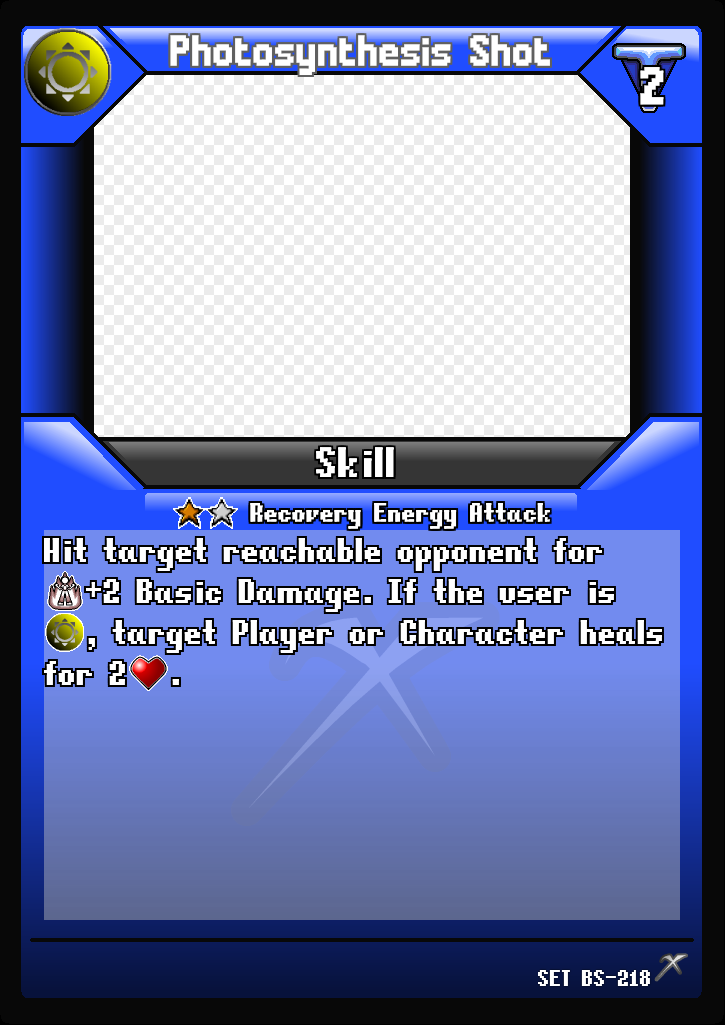 Photosynthesis Shot
2
Skill
Recovery Energy Attack
Hit target reachable opponent for
+2 Basic Damage. If the user is
, target Player or Character heals
for 2.
SET BS-218